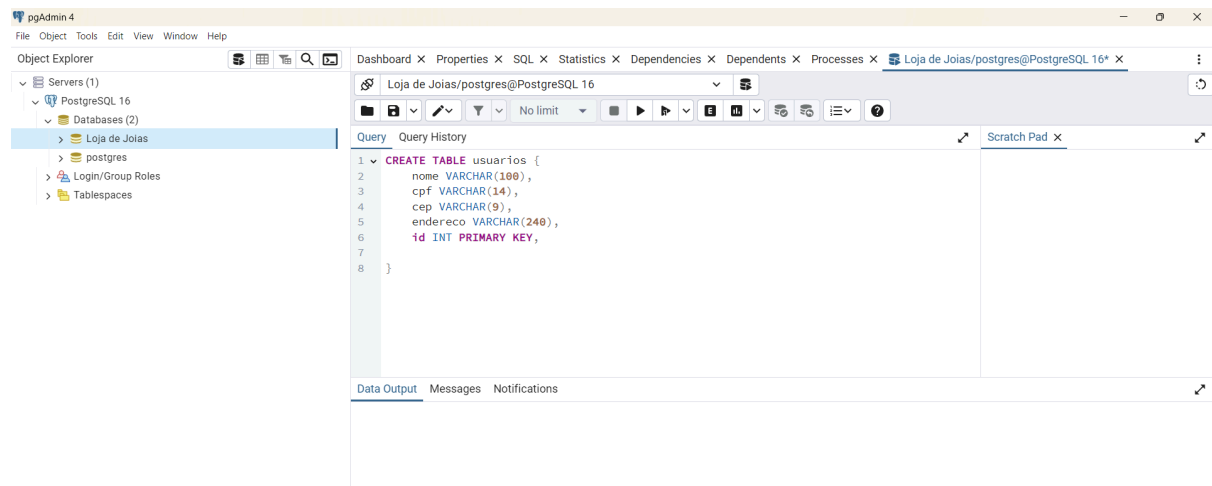 pgAdmin 4
File Object Tools Edit View Window Help
Object Explorer
Dashboard Properties SQL Statistics Dependencies Dependents Processes Loja de Joias/postgres@PostgreSQL 16*
Servers (1)
PostgreSQL 16
Databases (2)
Loja de Joias
postgres
Login/Group Roles
Tablespaces
Loja de Joias/postgres@PostgreSQL 16
No limit
E
Query Query History
Scratch Pad
1 CREATE TABLE usuarios {
2 nome VARCHAR(100),
3 cpf VARCHAR(14),
4 cep VARCHAR(9),
5 endereco VARCHAR(240),
6 id INT PRIMARY KEY,
7
8 }
Data Output Messages Notifications